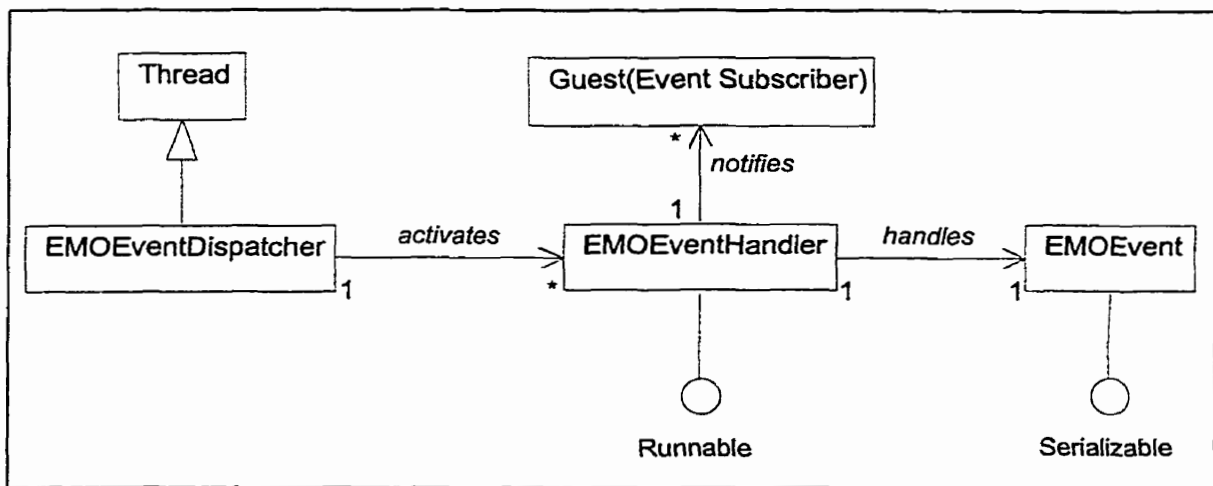 Thread
Guest(Event Subscriber)
*
notifies
1
EMOEventDispatcher
activates
EMOEventHandler
handles
EMOEvent
1
*
1
1
Runnable
Serializable